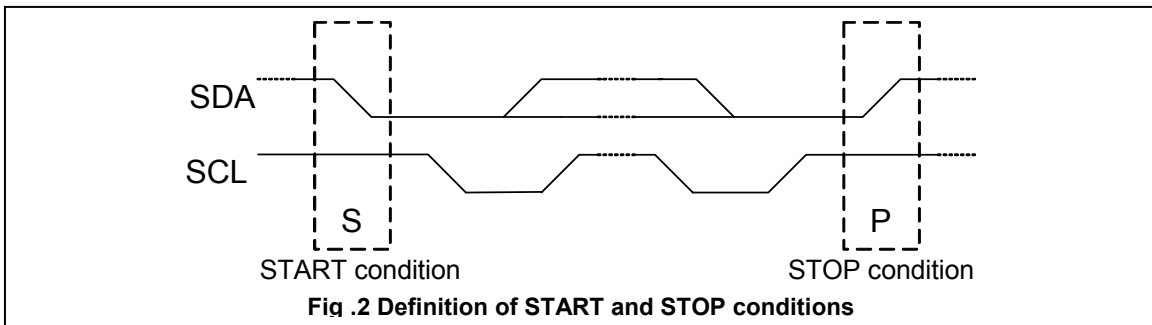 SDA
SCL
S P
START condition STOP condition
Fig .2 Definition of START and STOP conditions